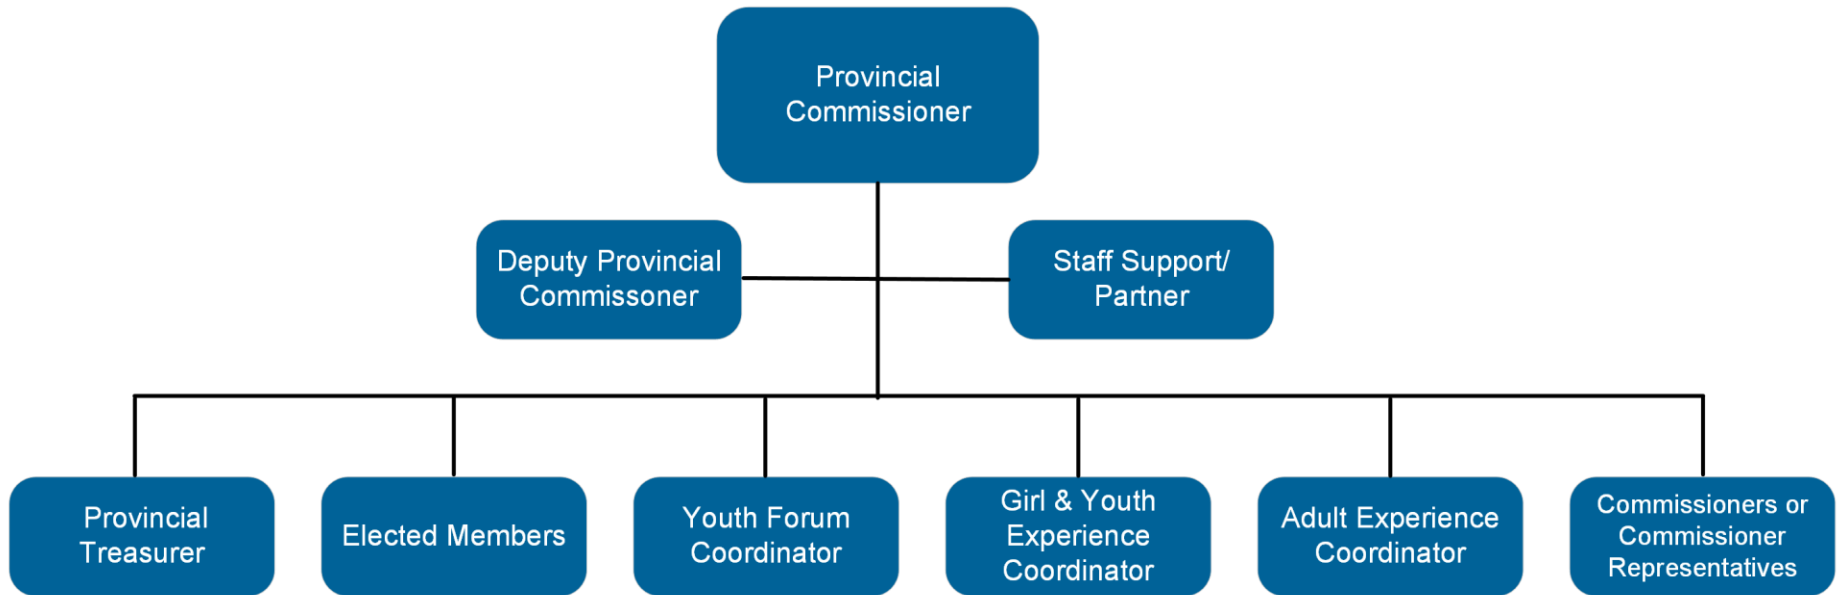 Provincial
Commissioner
Deputy Provincial
Commissoner
Staff Support/
Partner
Provincial
Treasurer
Elected Members
Youth Forum
Coordinator
Girl & Youth
Experience
Coordinator
Adult Experience
Coordinator
Commissioners or
Commissioner
Representatives